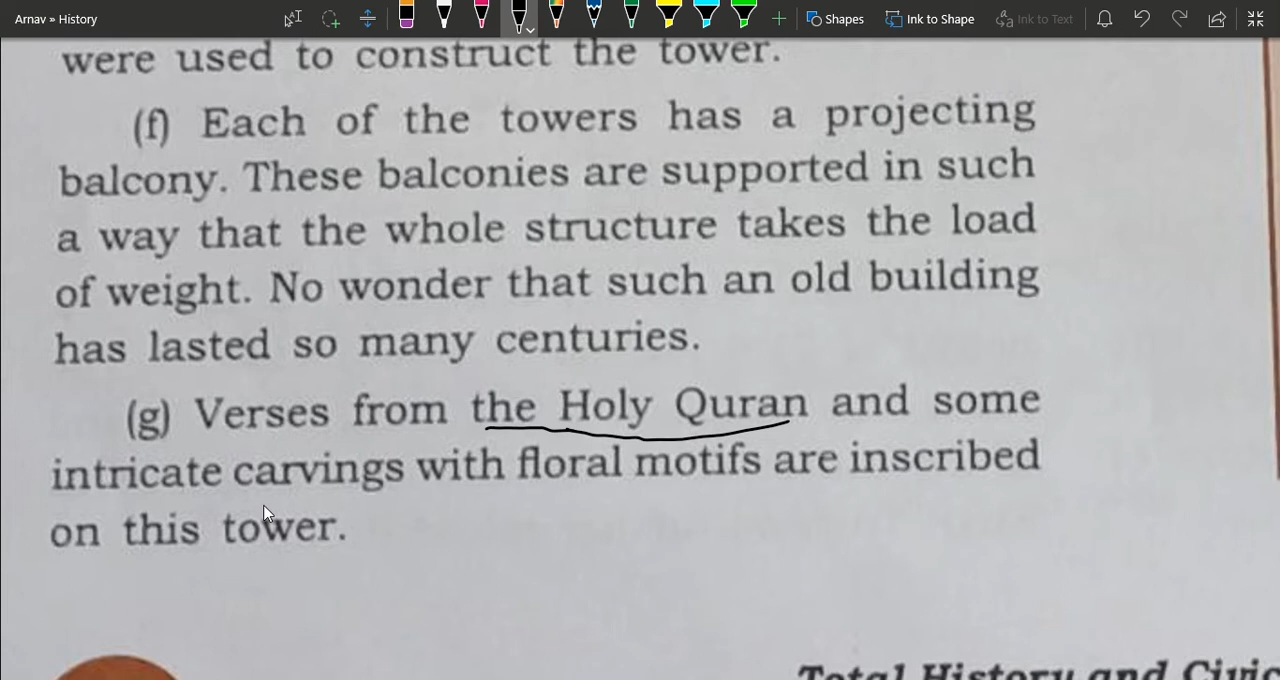 Arnav » History
Shapes
Ink to Shape
Ink to Text
were used to construct the tower.
(f) Each of the towers has a projecting
balcony. These balconies are supported in such
a way that the whole structure takes the load
of weight. No wonder that such an old building
has lasted so many centuries.
(g) Verses from the Holy Quran and some
intricate carvings with floral motifs are inscribed
on this tower.
Total History and Civic